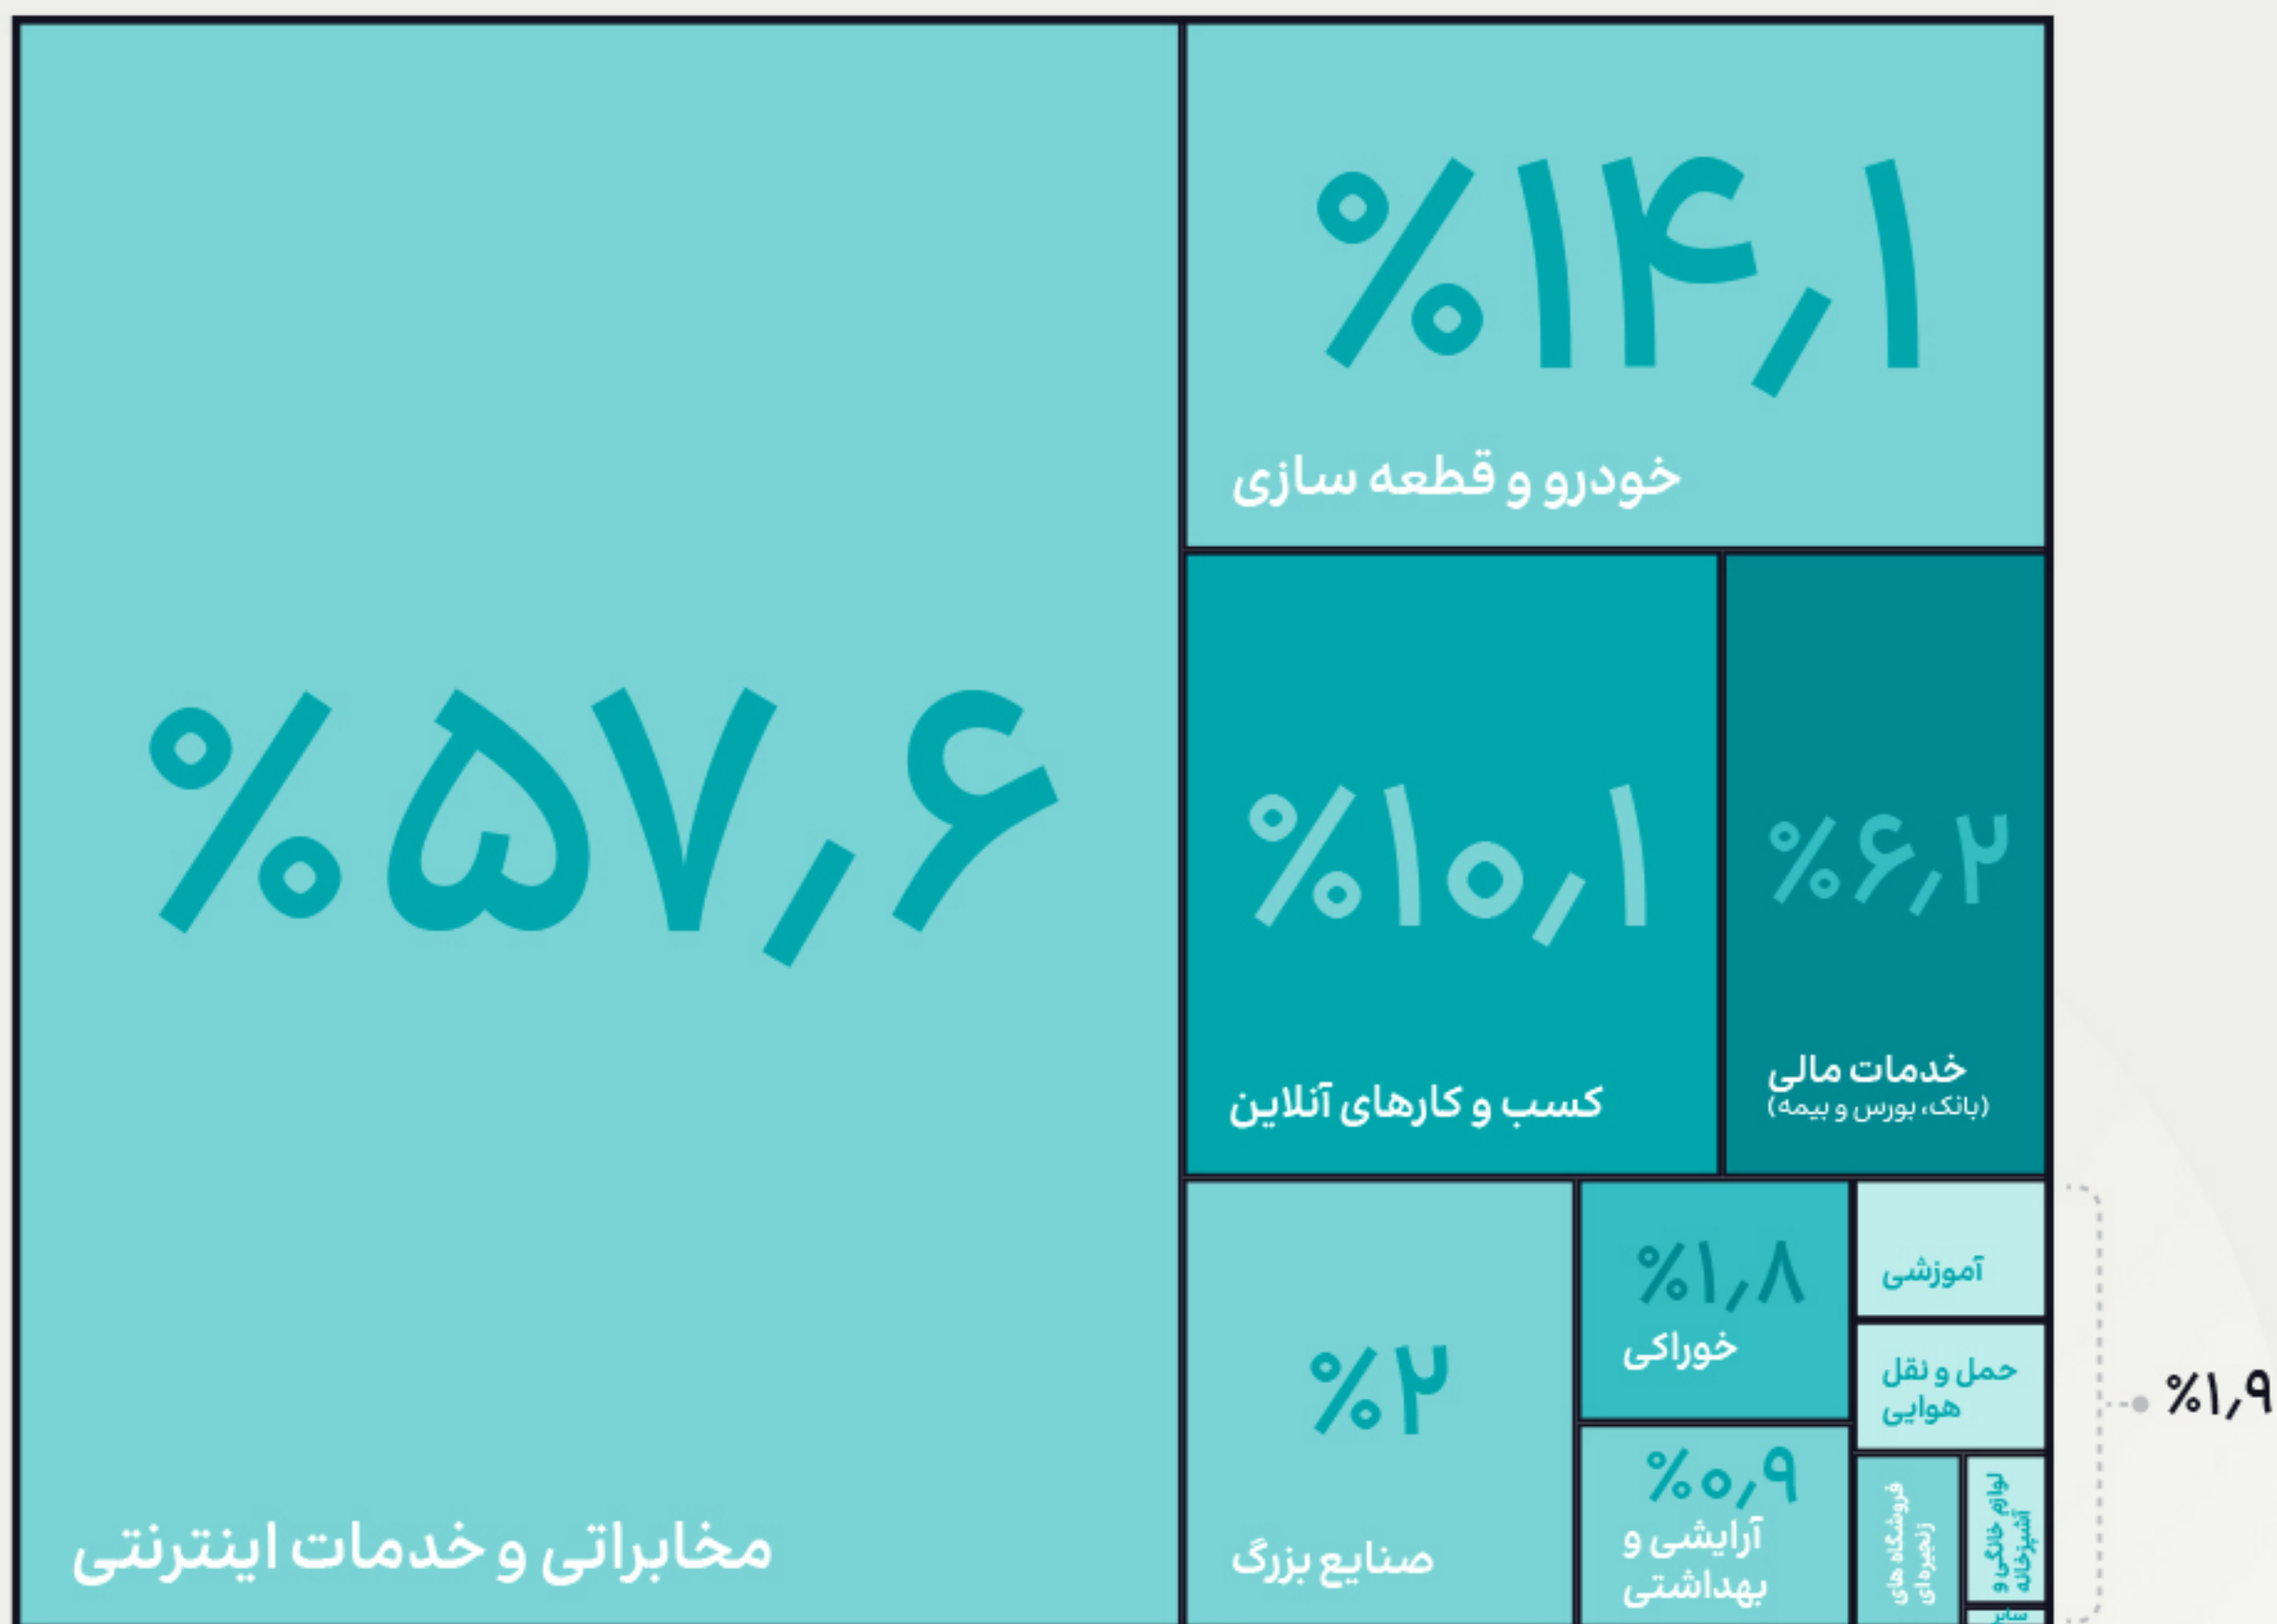 %۵۷٫۶
مخابراتی و خدمات اینترنتی
%۱۴٫۱
خودرو و قطعه سازی
%۱۰٫۱
کسب و کارهای آنلاین
%۶٫۲
خدمات مالی
(بانک، بورس و بیمه)
%۲
صنایع بزرگ
%۱٫۸
خوراکی
%۰٫۹
آرایشی و
بهداشتی
آموزشی
حمل و نقل
هوایی
فروشگاه های
زنجیره‌ای
لوازم خانگی و
آشپزخانه
سایر
%۱٫۹